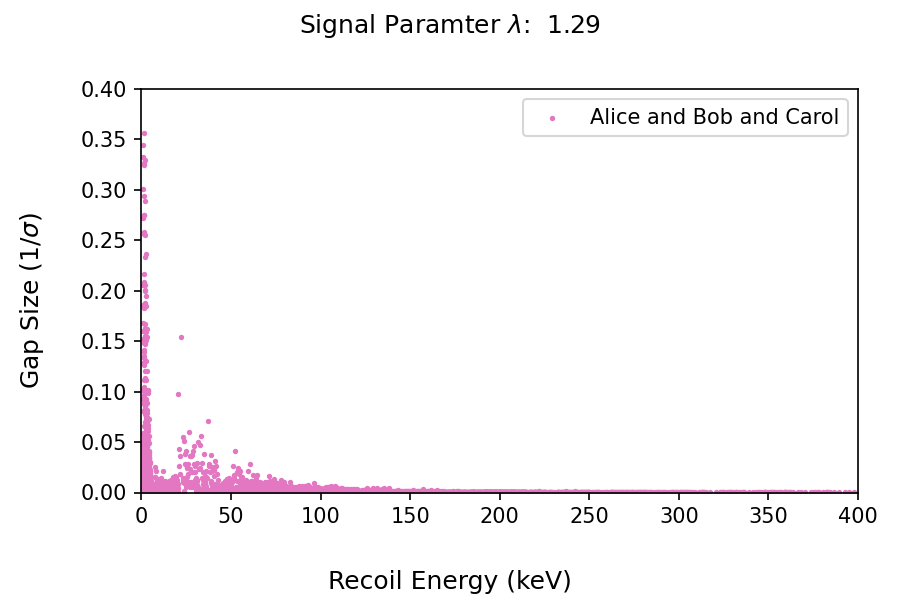 Signal Paramter λ: 1.29
Alice and Bob and Carol
Gap Size (1/σ)
0.40
0.35
0.30
0.25
0.20
0.15
0.10
0.05
0.00
0 50 100 150 200 250 300 350 400
Recoil Energy (keV)